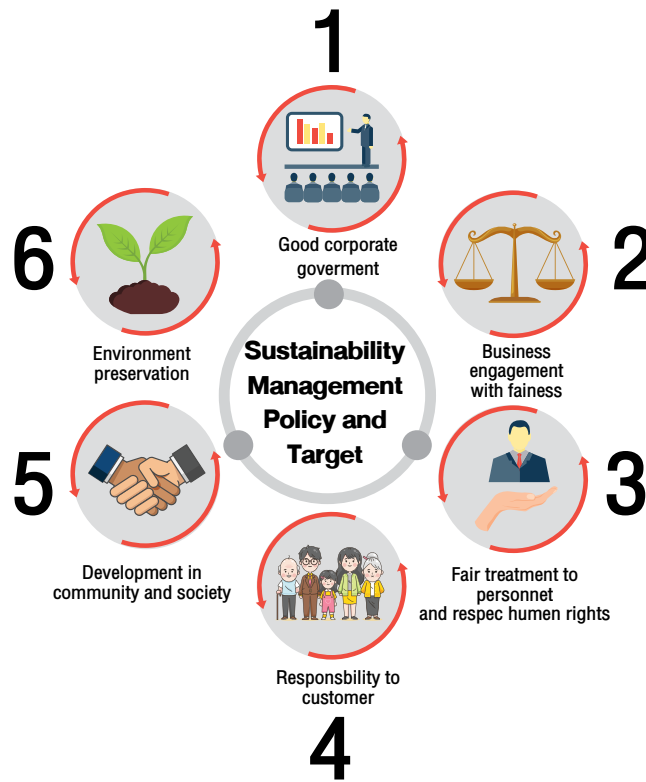 1
Good corporate
goverment
2
Business
engagement
with fainess
3
Fair treatment to
personnet
and respec human rights
4
Responsbility to
customer
5
Development in
community and society
6
Environment
preservation
Sustainability
Management
Policy and
Target